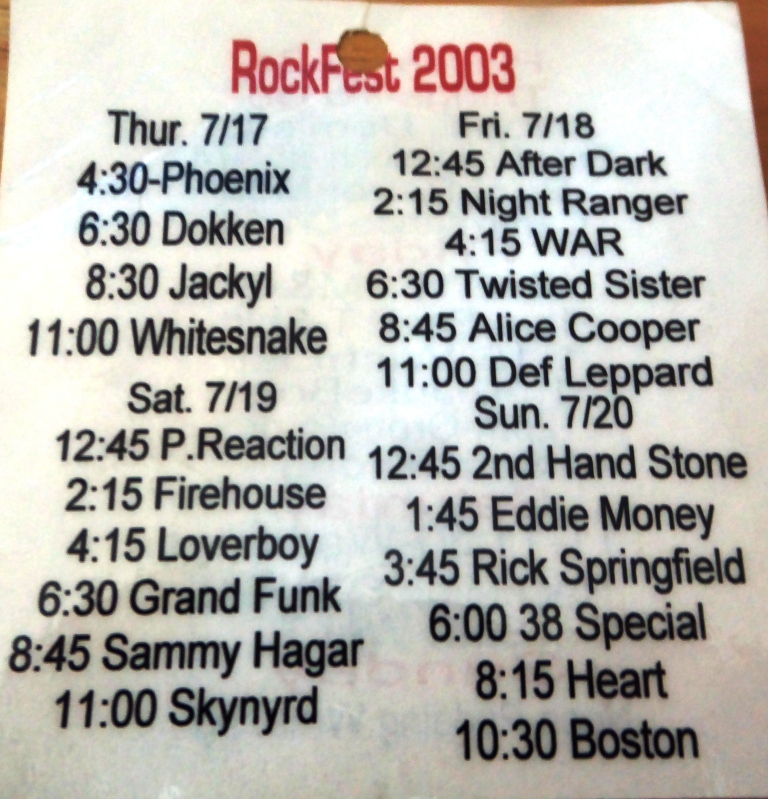 RockFest 2003
Thur. 7/17
4:30-Phoenix
6:30 Dokken
8:30 Jackyl
11:00 Whitesnake
Sat. 7/19
12:45 P.Reaction
2:15 Firehouse
4:15 Loverboy
6:30 Grand Funk
8:45 Sammy Hagar
11:00 Skynyrd
Fri. 7/18
12:45 After Dark
2:15 Night Ranger
4:15 WAR
6:30 Twisted Sister
8:45 Alice Cooper
11:00 Def Leppard
Sun. 7/20
12:45 2nd Hand Stone
1:45 Eddie Money
3:45 Rick Springfield
6:00 38 Special
8:15 Heart
10:30 Boston